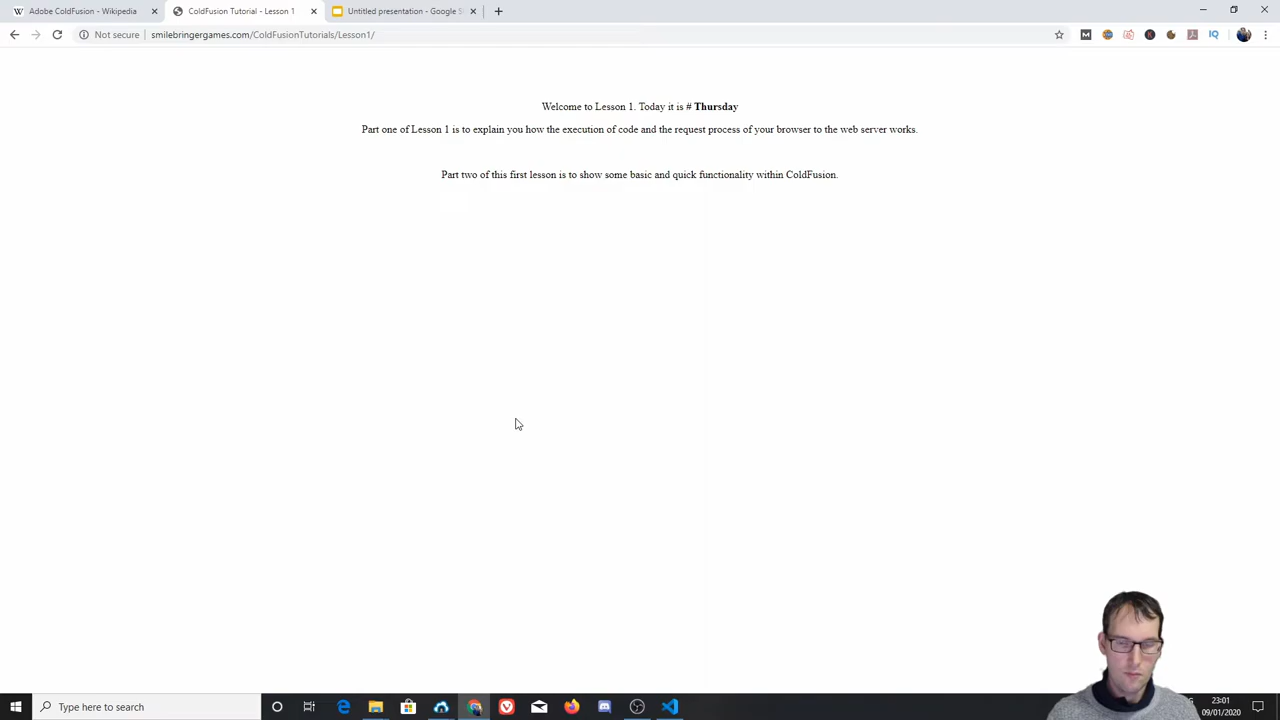 Adobe ColdFusion - Wikipedia
ColdFusion Tutorial - Lesson 1
Untitled presentation - Google S
Not secure
smilebringergames.com/ColdFusionTutorials/Lesson1/
Welcome to Lesson 1. Today it is # Thursday
Part one of Lesson 1 is to explain you how the execution of code and the request process of your browser to the web server works.
Part two of this first lesson is to show some basic and quick functionality within ColdFusion.
Type here to search
23:01
09/01/2020